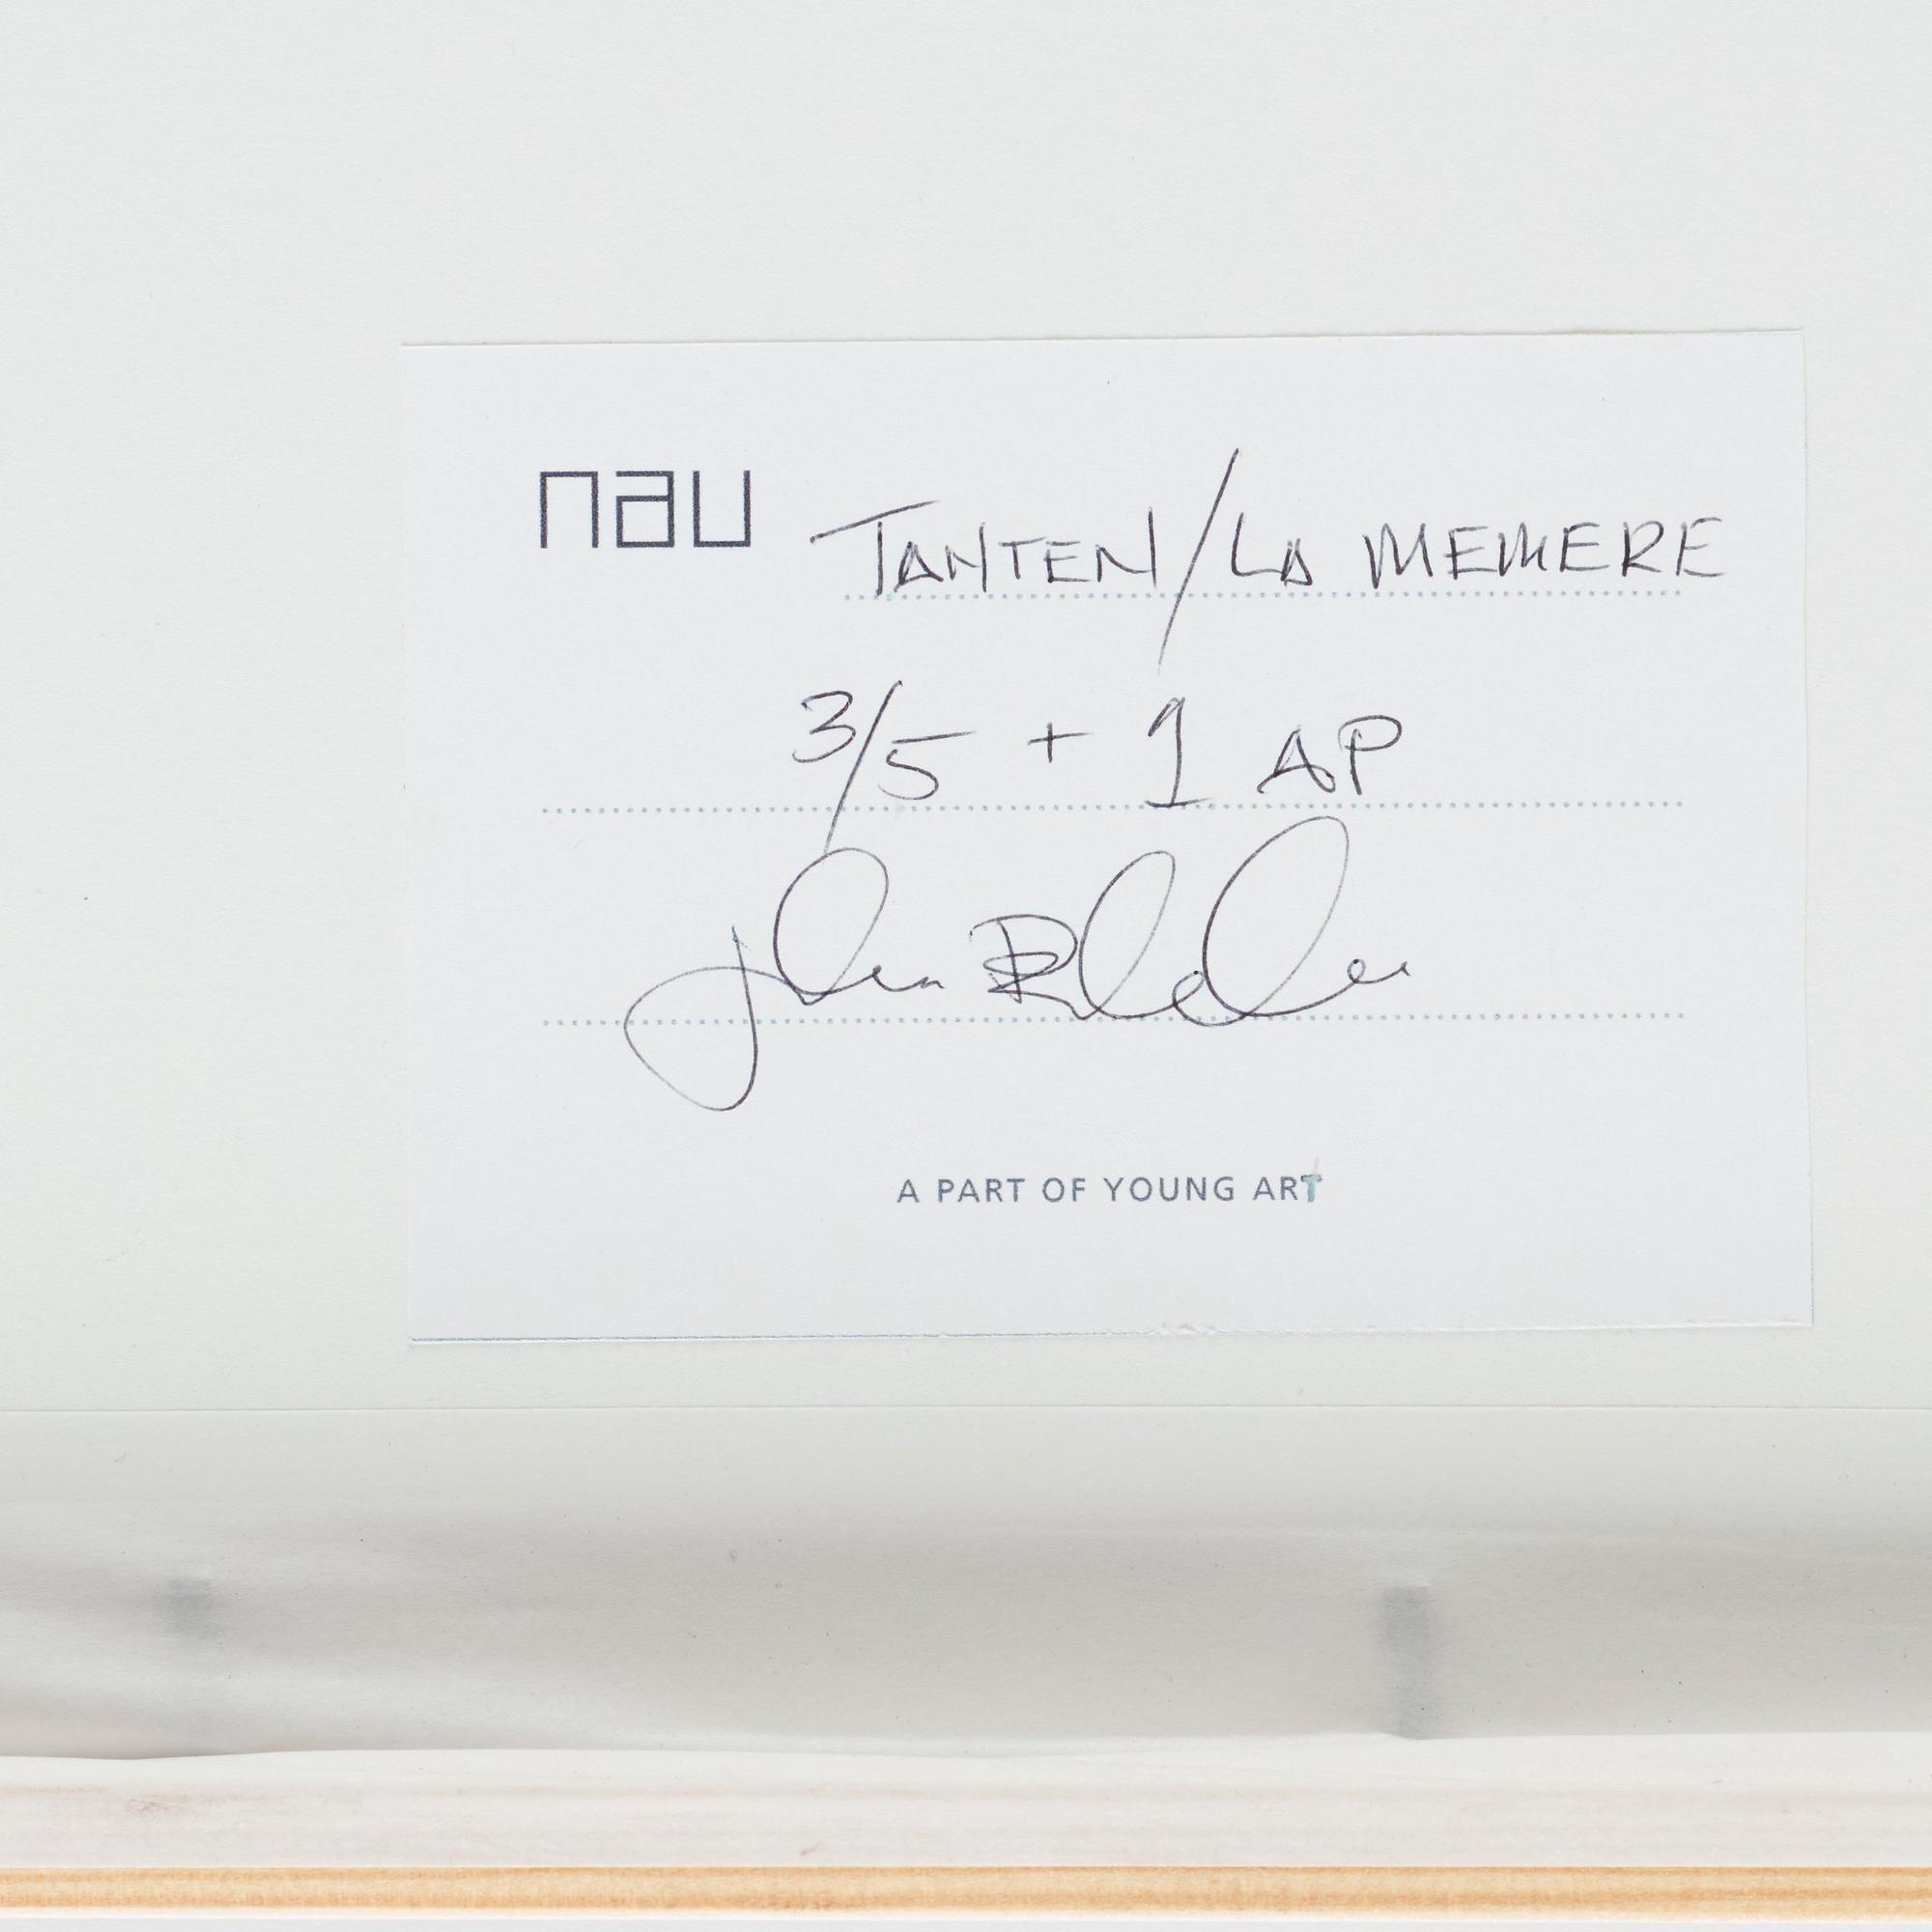 nau TANTEN/LA MEMERE
3/5 + 1 AP
A PART OF YOUNG ART